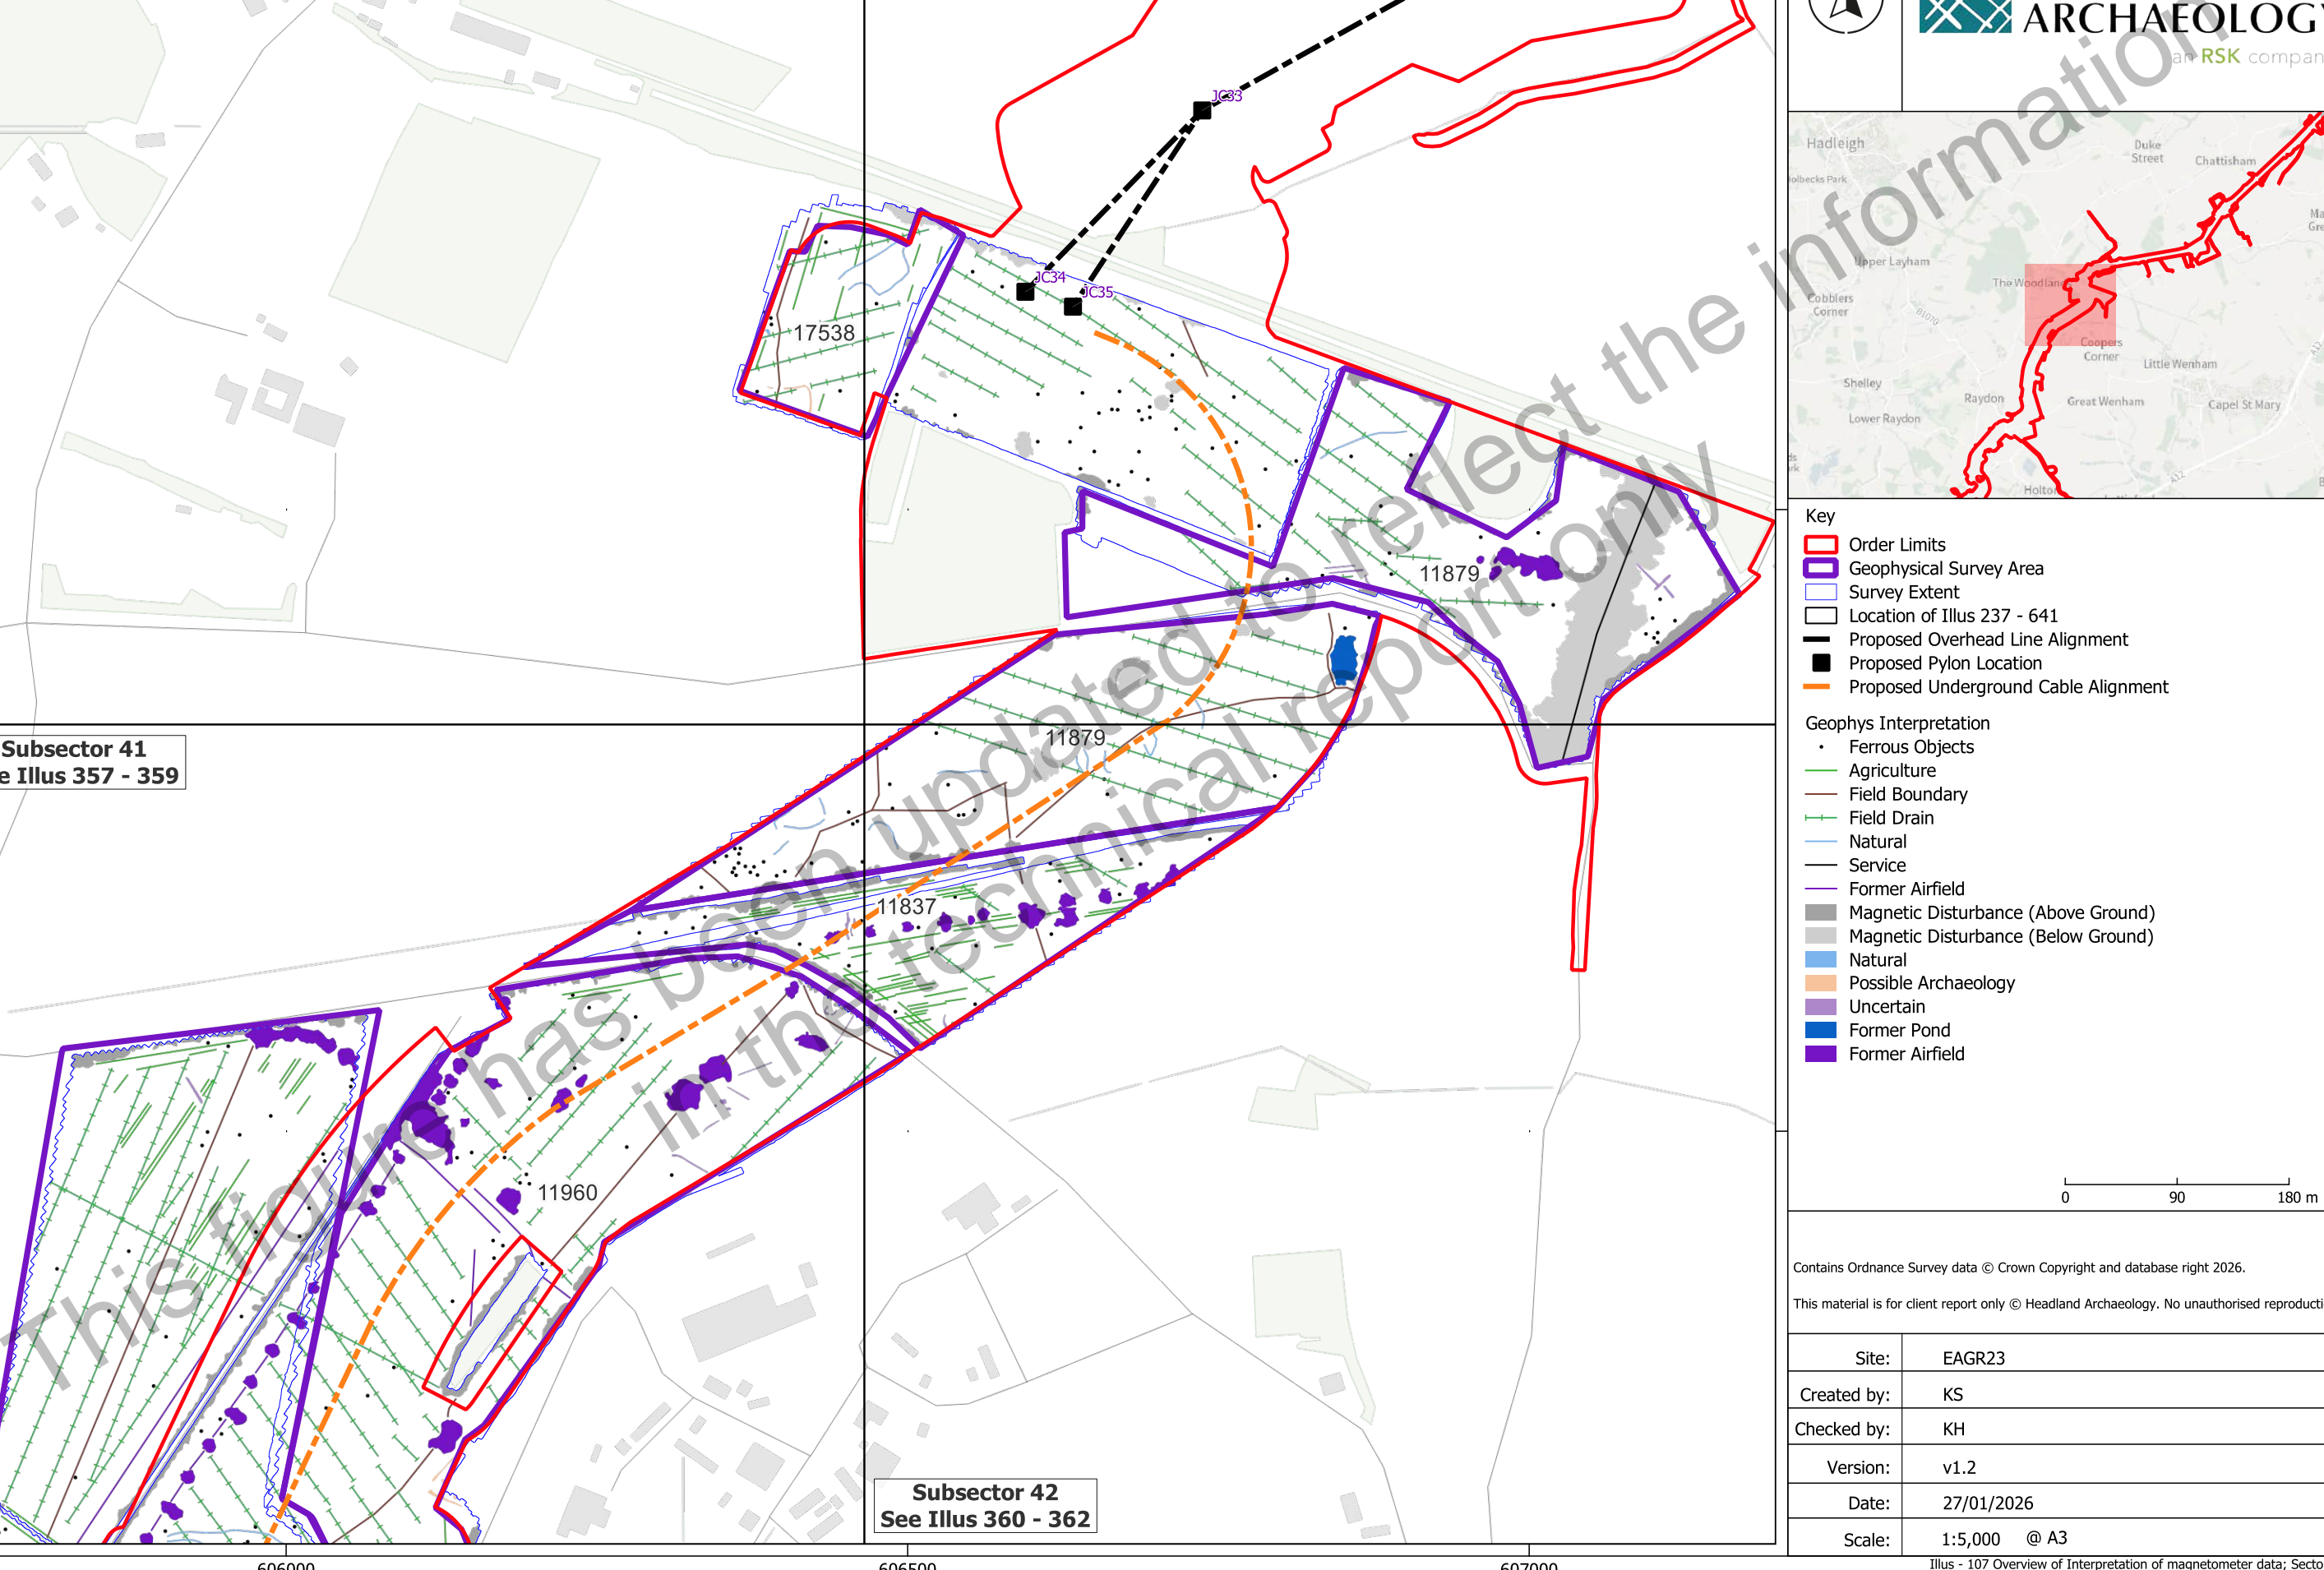 ARCHAEOLOGY
an RSK
Hadleigh
Duke
Street
Chattisham
Upper Layham
Cobblers
Corner
B1070
Coopers
Corner
Little Wenham
Shelley
Raydon
Great Wenham
Capel St Mary
Lower Raydon
Holton
A12
A12
JC33
JC34
JC35
17538
11879
11879
11837
11960
Subsector 41
Illus 357 - 359
Subsector 42
See Illus 360 - 362
This figure has been updated to reflect the information
in the technical report only
Key
Order Limits
Geophysical Survey Area
Survey Extent
Location of Illus 237 - 641
Proposed Overhead Line Alignment
Proposed Pylon Location
Proposed Underground Cable Alignment
Geophys Interpretation
Ferrous Objects
Agriculture
Field Boundary
Field Drain
Natural
Service
Former Airfield
Magnetic Disturbance (Above Ground)
Magnetic Disturbance (Below Ground)
Natural
Possible Archaeology
Uncertain
Former Pond
Former Airfield
0 90 180 m
Contains Ordnance Survey data © Crown Copyright and database right 2026.
This material is for client report only © Headland Archaeology. No unauthorised
Site: EAGR23
Created by: KS
Checked by: KH
Version: v1.2
Date: 27/01/2026
Scale: 1:5,000 @ A3
606000 606500 607000
Illus - 107 Overview of Interpretation of magnetometer data;